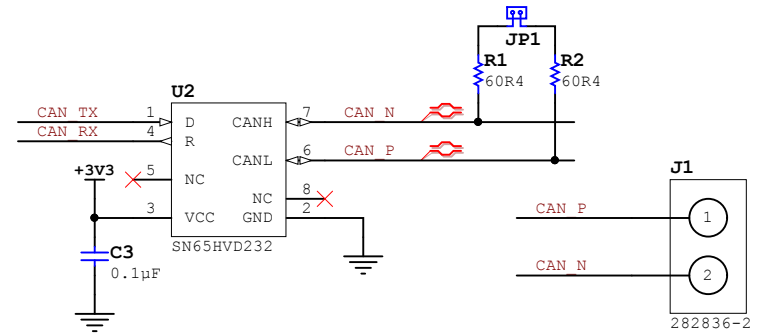 JP1
R1
60R4
R2
60R4
U2
CAN_TX
1
D
CANH
7
CAN_N
CAN_RX
4
R
CANL
6
CAN_P
+3V3
5
NC
NC
8
3
VCC
GND
2
SN65HVD232
C3
0.1µF
J1
CAN_P
1
CAN_N
2
282836-2